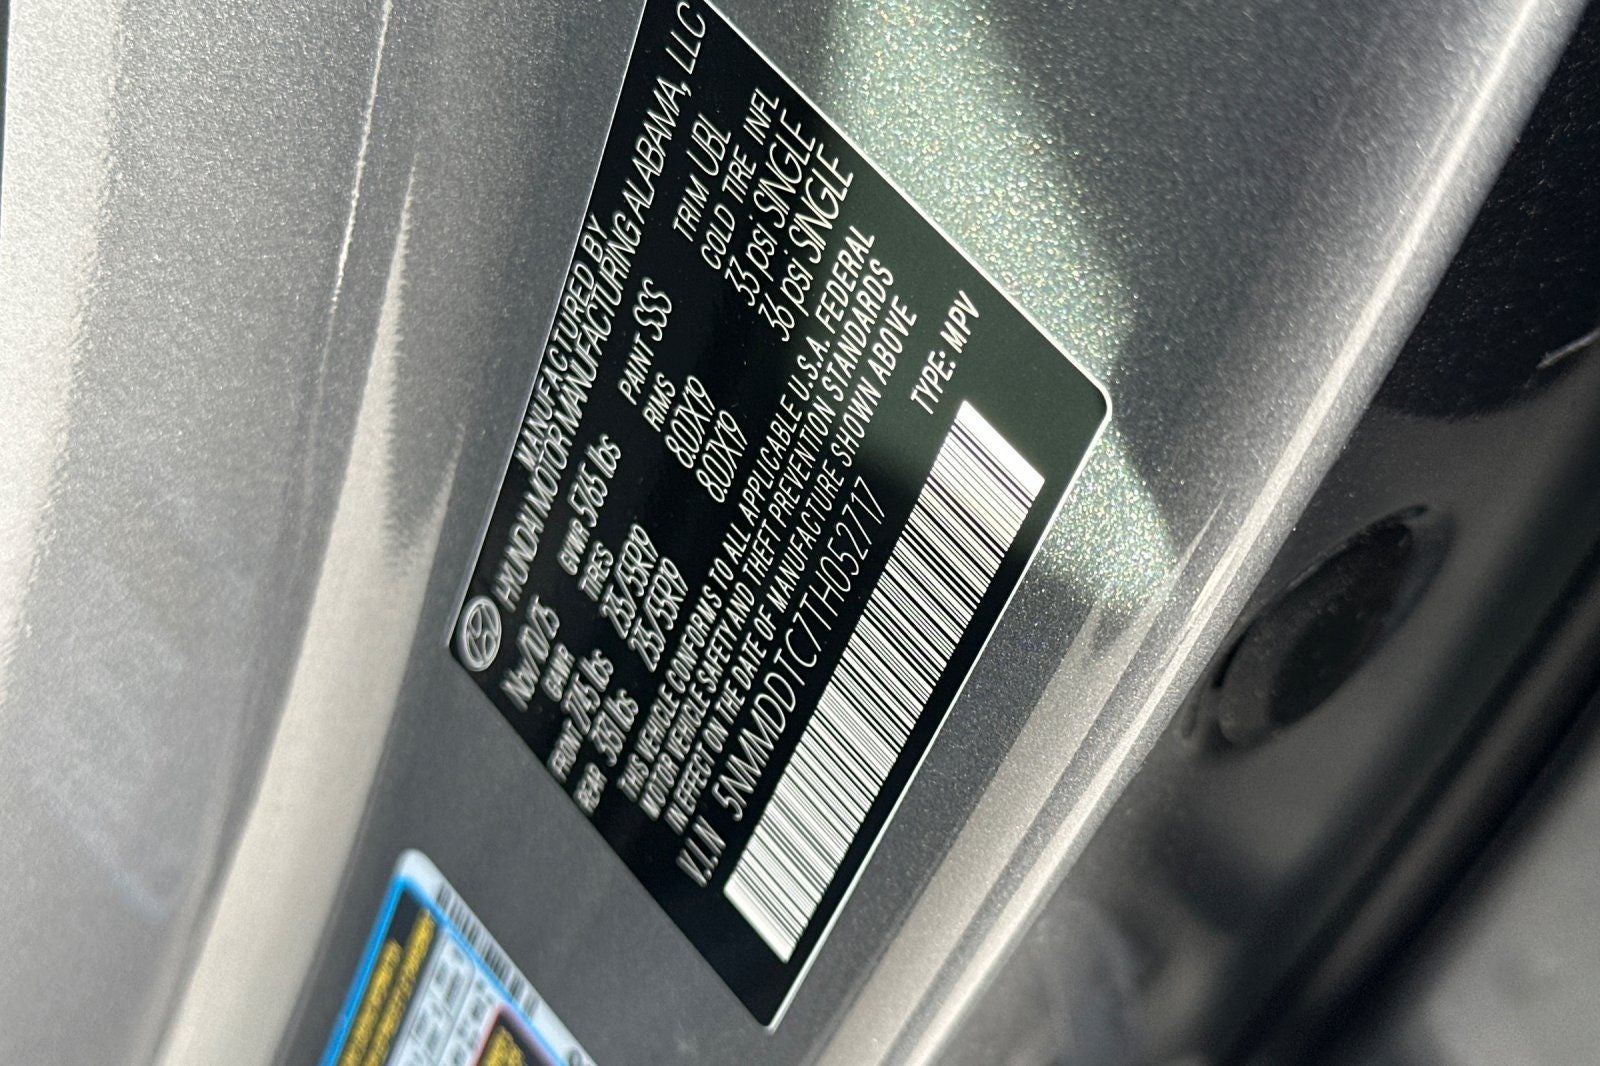 MANUFACTURED BY
HYUNDAI MOTOR MANUFACTURING ALABAMA, LLC
Nov/10/25 PAINT SSS TRIM UBL
GVWR 5765 lbs
GAWR TIRES RIMS COLD TIRE INFL
FRONT lbs 235/55R19 8.0JX19 33 psi SINGLE
REAR lbs 235/55R19 8.0JX19 36 psi SINGLE
THIS VEHICLE CONFORMS TO ALL APPLICABLE U.S.A. FEDERAL
MOTOR VEHICLE SAFETY AND THEFT PREVENTION STANDARDS
IN EFFECT ON THE DATE OF MANUFACTURE SHOWN ABOVE
V.I.N 5NMMDDTC7TH052717 TYPE: MPV